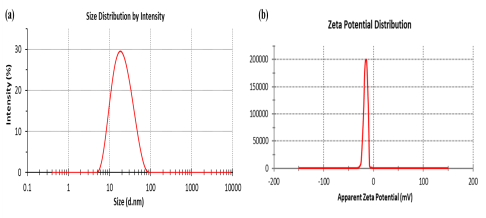 (a)
Size Distribution by Intensity
Intensity (%)
30
20
10
0
0.1 1 10 100 1000 10000
Size (d.nm)
(b)
Zeta Potential Distribution
200000
150000
100000
50000
0
-200 -100 0 100 200
Apparent Zeta Potential (mV)